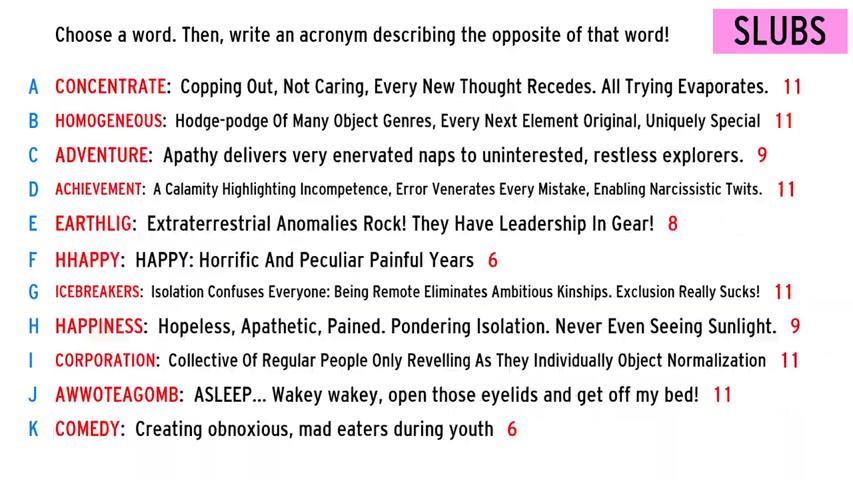 Choose a word. Then, write an acronym describing the opposite of that word!
SLUBS
A CONCENTRATE: Copping Out, Not Caring, Every New Thought Recedes. All Trying Evaporates. 11
B HOMOGENEOUS: Hodge-podge Of Many Object Genres, Every Next Element Original, Uniquely Special 11
C ADVENTURE: Apathy delivers very enervated naps to uninterested, restless explorers. 9
D ACHIEVEMENT: A Calamity Highlighting Incompetence, Error Venerates Every Mistake, Enabling Narcissistic Twits. 11
E EARTHLIG: Extraterrestrial Anomalies Rock! They Have Leadership In Gear! 8
F HHAPPY: HAPPY: Horrific And Peculiar Painful Years 6
G ICEBREAKERS: Isolation Confuses Everyone: Being Remote Eliminates Ambitious Kinships. Exclusion Really Sucks! 11
H HAPPINESS: Hopeless, Apathetic, Pained. Pondering Isolation. Never Even Seeing Sunlight. 9
I CORPORATION: Collective Of Regular People Only Revelling As They Individually Object Normalization 11
J AWWOTEAGOMB: ASLEEP... Wakey wakey, open those eyelids and get off my bed! 11
K COMEDY: Creating obnoxious, mad eaters during youth 6